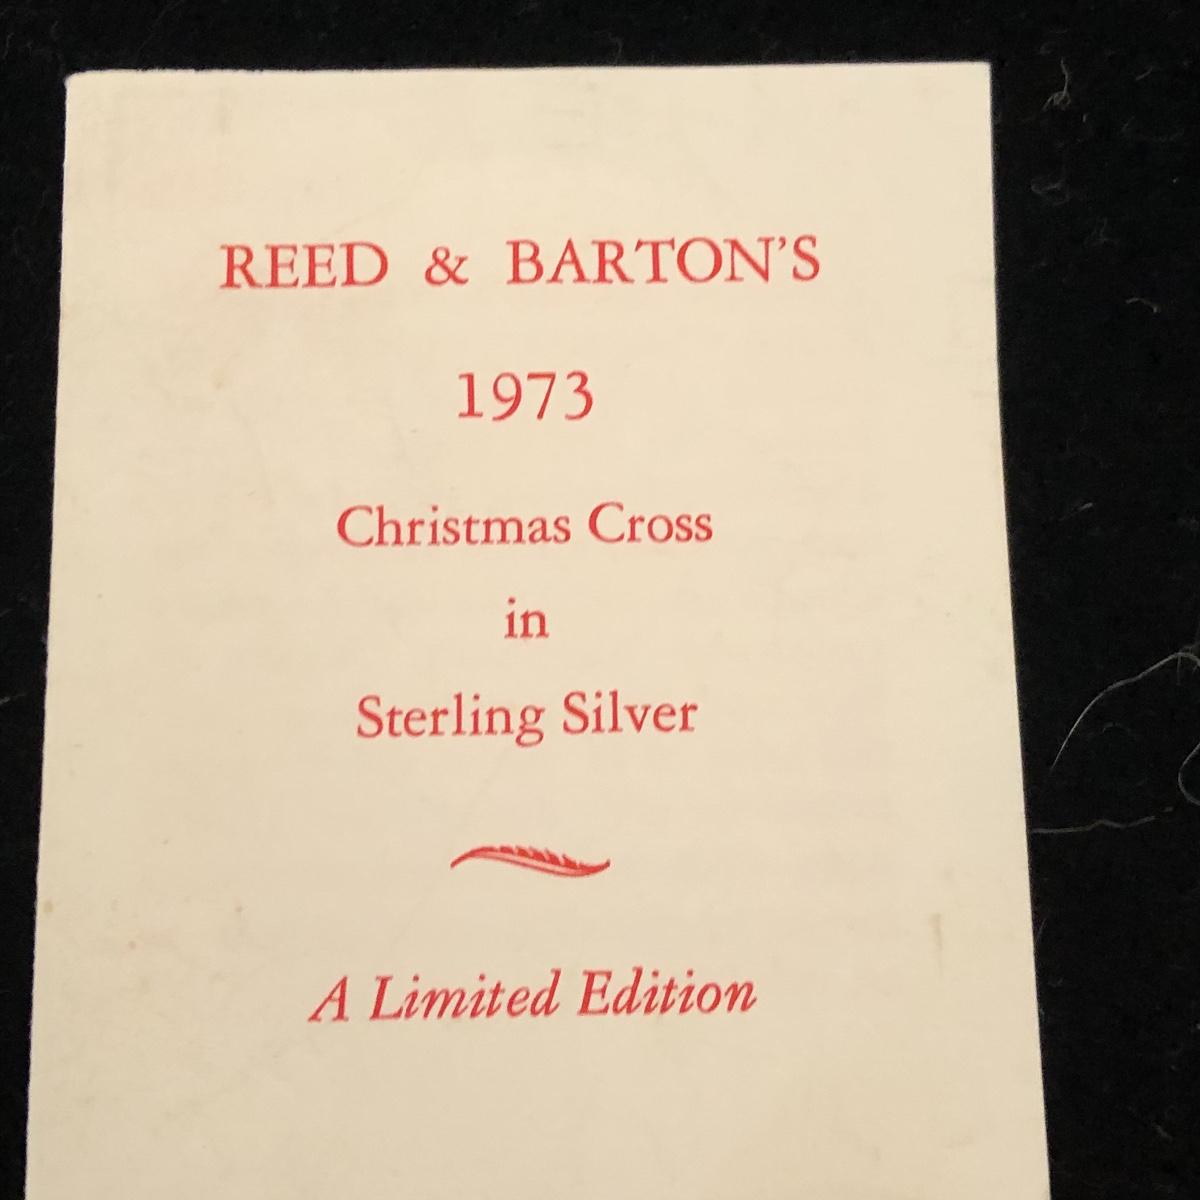 REED & BARTON'S
1973
Christmas Cross
in
Sterling Silver
A Limited Edition